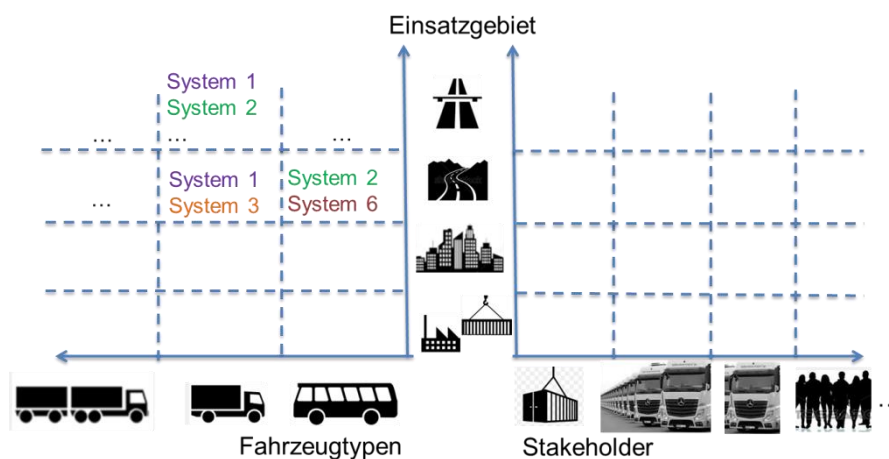 Einsatzgebiet
System 1
System 2
... ... ...
System 1 System 2
... System 3 System 6
...
Fahrzeugtypen Stakeholder